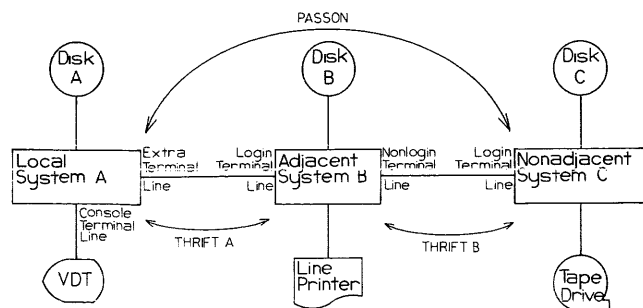 PASSON
Disk
A
Disk
B
Disk
C
Local
System A
Extra
Terminal
Line
Login
Terminal
Line
Adjacent
System B
Nonlogin
Terminal
Line
Login
Terminal
Line
Nonadjacent
System C
Console
Terminal
Line
THRIFT A
THRIFT B
VDT
Line
Printer
Tape
Drive